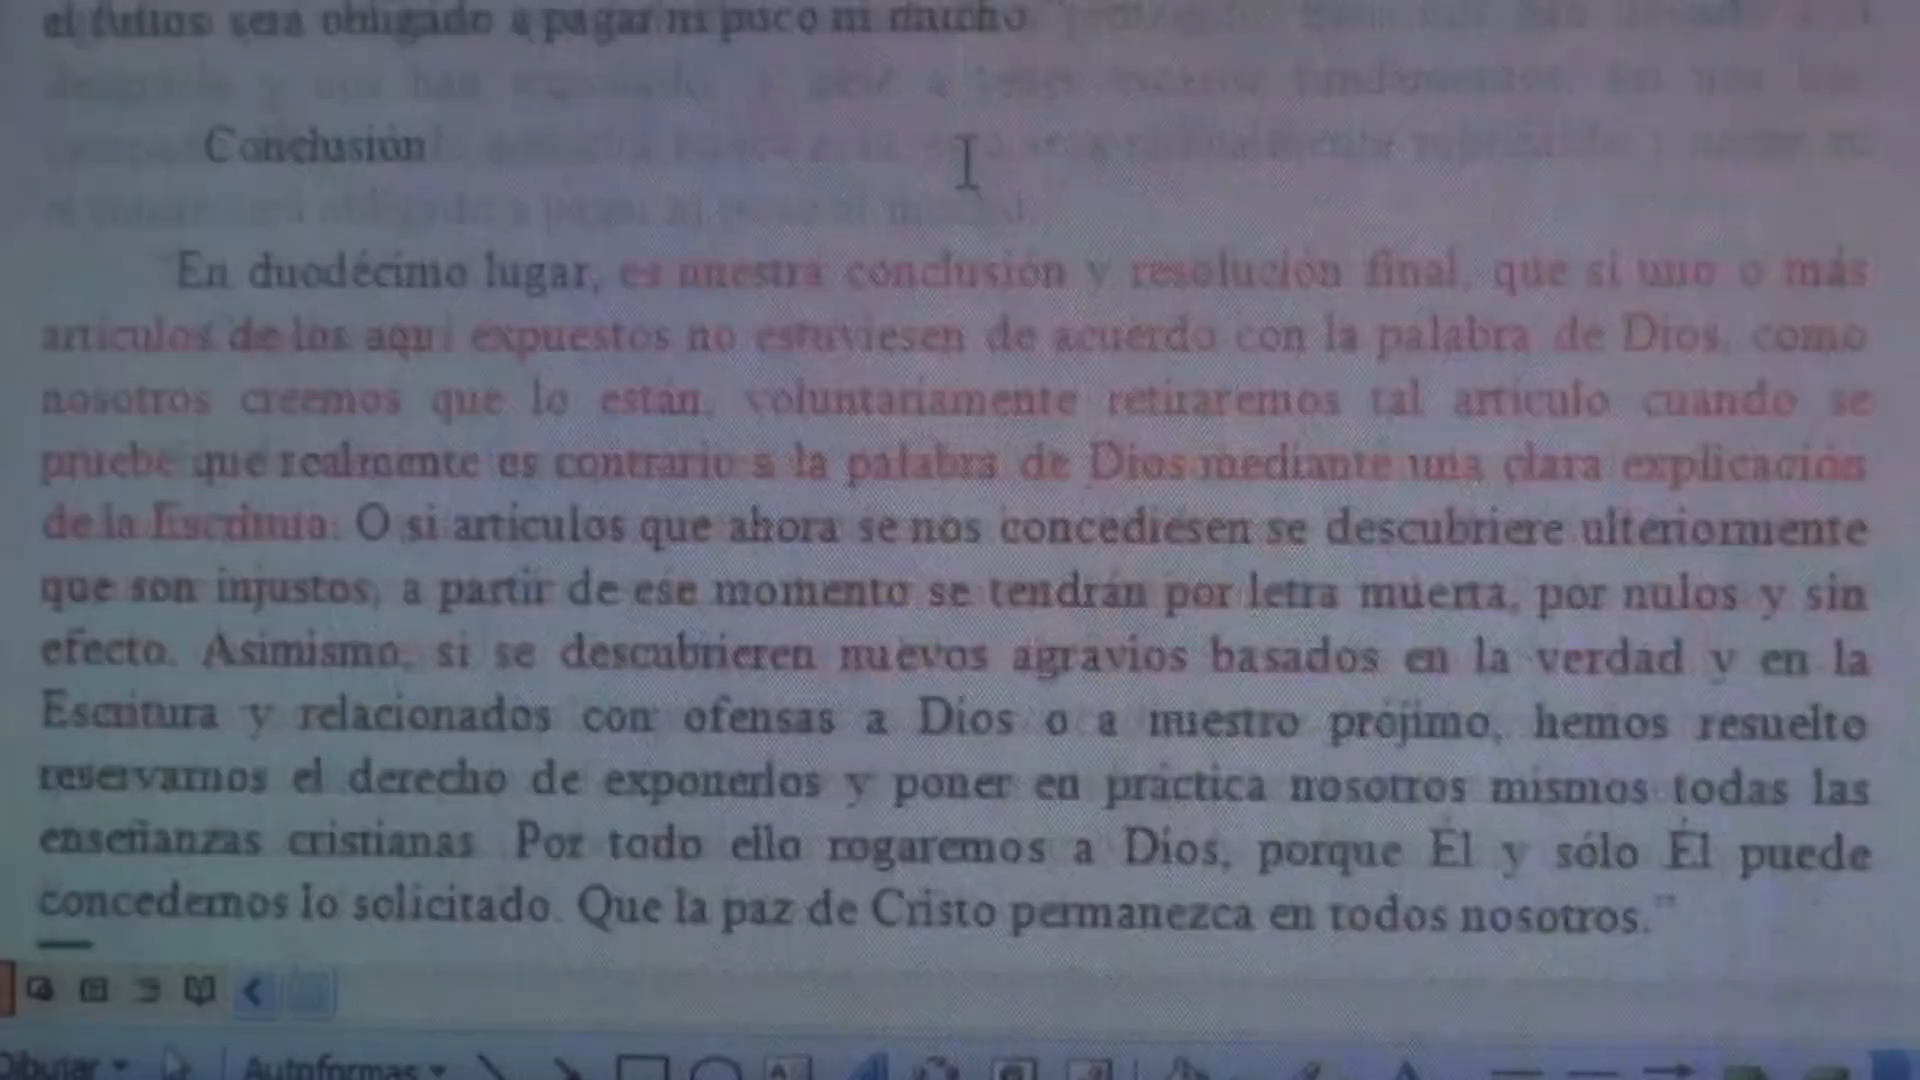 el futuro será obligado a pagar ni poco ni mucho
Conclusión
"En duodécimo lugar, es nuestra conclusión y resolución final, que si uno o más
artículos de los aquí expuestos no estuviesen de acuerdo con la palabra de Dios, como
nosotros creemos que lo están, voluntariamente retiraremos tal artículo cuando se
pruebe que realmente es contrario a la palabra de Dios mediante una clara explicación
de la Escritura. O si artículos que ahora se nos concediesen se descubriere ulteriormente
que son injustos, a partir de ese momento se tendrán por letra muerta, por nulos y sin
efecto. Asimismo, si se descubrieren nuevos agravios basados en la verdad y en la
Escritura y relacionados con ofensas a Dios o a nuestro prójimo, hemos resuelto
reservarnos el derecho de exponerlos y poner en práctica nosotros mismos todas las
enseñanzas cristianas. Por todo ello rogaremos a Dios, porque Él y sólo Él puede
concedernos lo solicitado. Que la paz de Cristo permanezca en todos nosotros."
Dibujar Autoformas